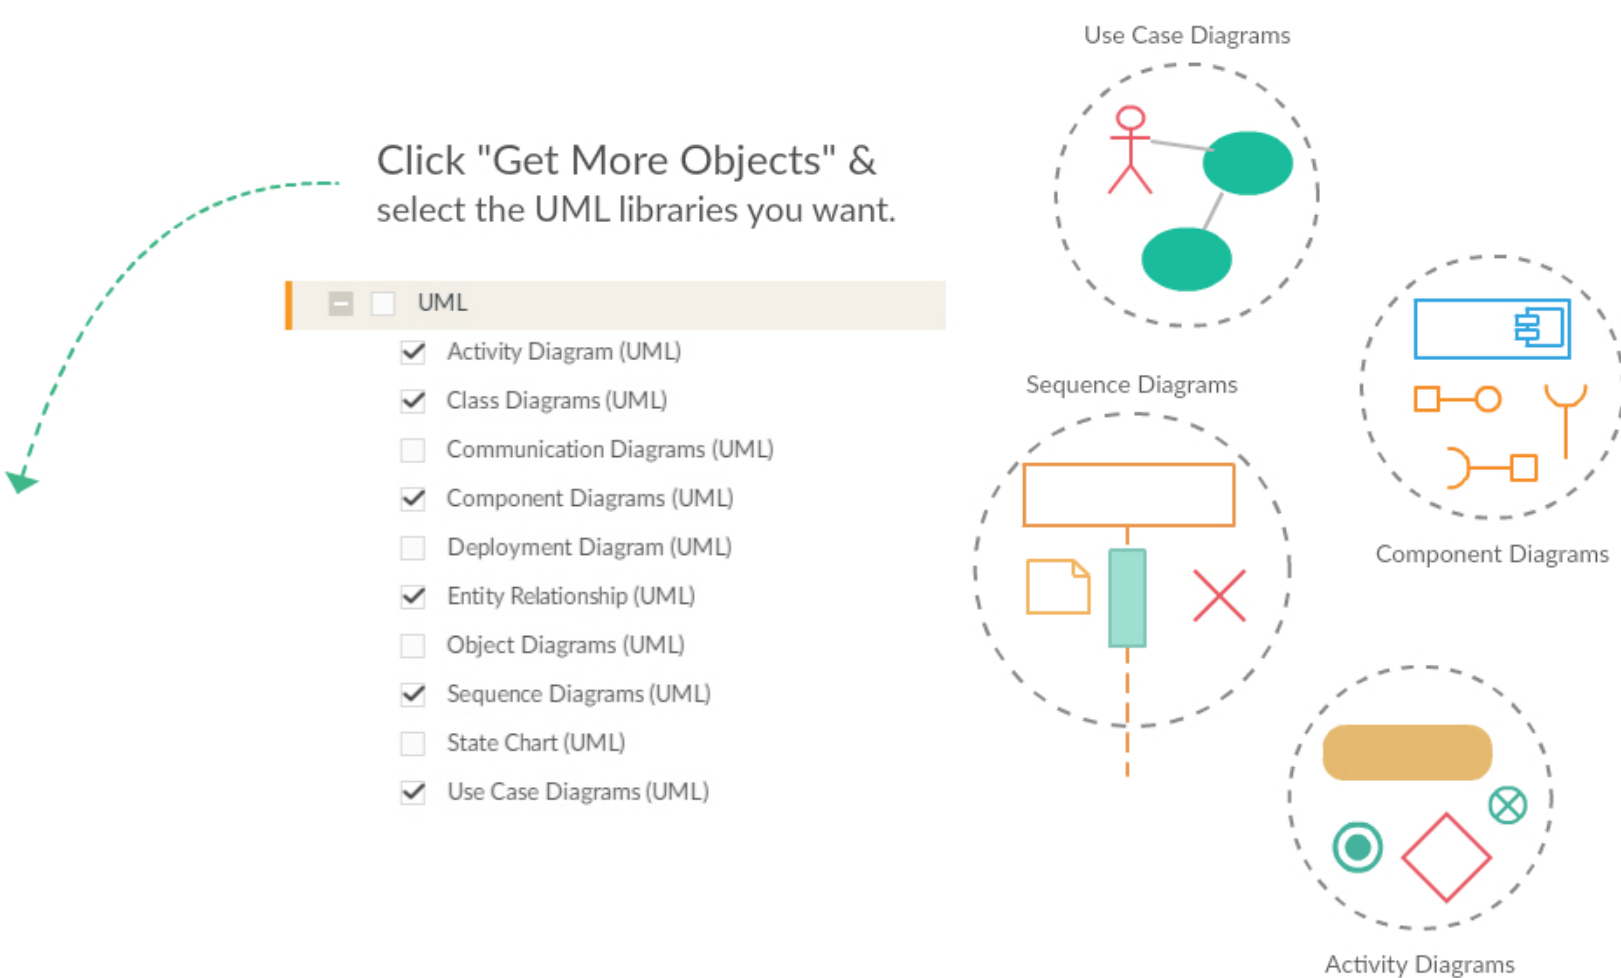 Click "Get More Objects" &
select the UML libraries you want.
UML
Activity Diagram (UML)
Class Diagrams (UML)
Communication Diagrams (UML)
Component Diagrams (UML)
Deployment Diagram (UML)
Entity Relationship (UML)
Object Diagrams (UML)
Sequence Diagrams (UML)
State Chart (UML)
Use Case Diagrams (UML)
Use Case Diagrams
Sequence Diagrams
Component Diagrams
Activity Diagrams